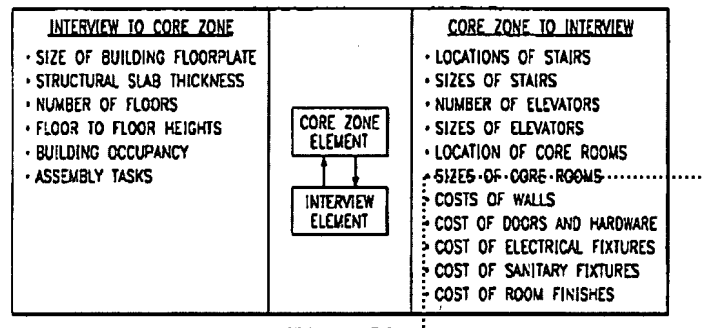 INTERVIEW TO CORE ZONE
• SIZE OF BUILDING FLOORPLATE
• STRUCTURAL SLAB THICKNESS
• NUMBER OF FLOORS
• FLOOR TO FLOOR HEIGHTS
• BUILDING OCCUPANCY
• ASSEMBLY TASKS
CORE ZONE
ELEMENT
INTERVIEW
ELEMENT
CORE ZONE TO INTERVIEW
• LOCATIONS OF STAIRS
• SIZES OF STAIRS
• NUMBER OF ELEVATORS
• SIZES OF ELEVATORS
• LOCATION OF CORE ROOMS
• SIZES OF CORE ROOMS
• COSTS OF WALLS
• COST OF DOORS AND HARDWARE
• COST OF ELECTRICAL FIXTURES
• COST OF SANITARY FIXTURES
• COST OF ROOM FINISHES